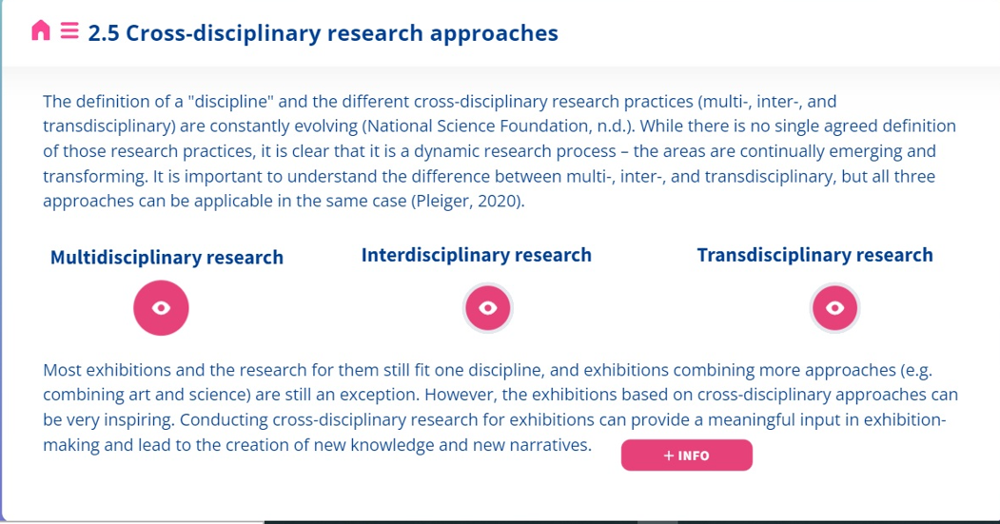 2.5 Cross-disciplinary research approaches
The definition of a "discipline" and the different cross-disciplinary research practices (multi-, inter-, and
transdisciplinary) are constantly evolving (National Science Foundation, n.d.). While there is no single agreed definition
of those research practices, it is clear that it is a dynamic research process – the areas are continually emerging and
transforming. It is important to understand the difference between multi-, inter-, and transdisciplinary, but all three
approaches can be applicable in the same case (Pleiger, 2020).
Multidisciplinary research
Interdisciplinary research
Transdisciplinary research
Most exhibitions and the research for them still fit one discipline, and exhibitions combining more approaches (e.g.
combining art and science) are still an exception. However, the exhibitions based on cross-disciplinary approaches can
be very inspiring. Conducting cross-disciplinary research for exhibitions can provide a meaningful input in exhibition-
making and lead to the creation of new knowledge and new narratives.
+ INFO